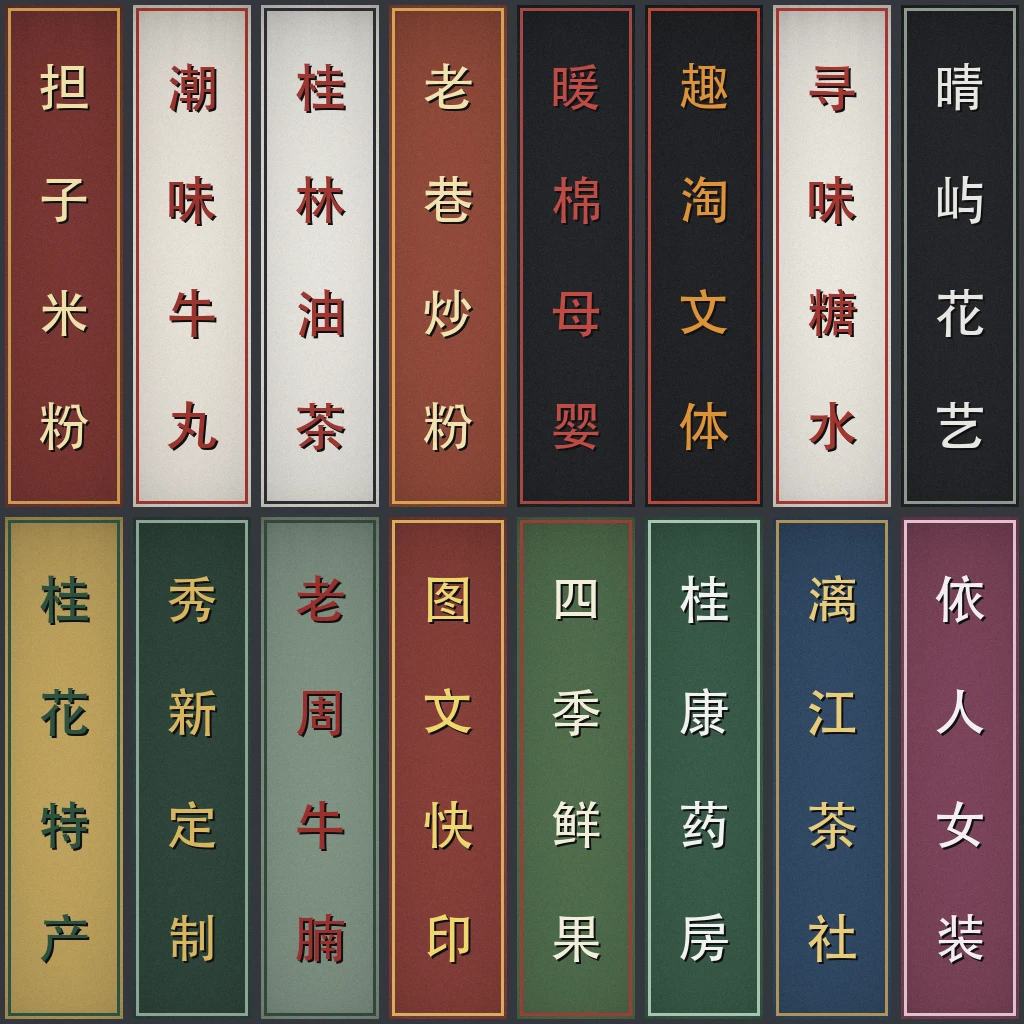 担子米粉
潮味牛丸
桂林油茶
老巷炒粉
暖棉母婴
趣淘文体
寻味糖水
晴屿花艺
桂花特产
秀新定制
老周牛腩
图文快印
四季鲜果
桂康药房
漓江茶社
依人女装